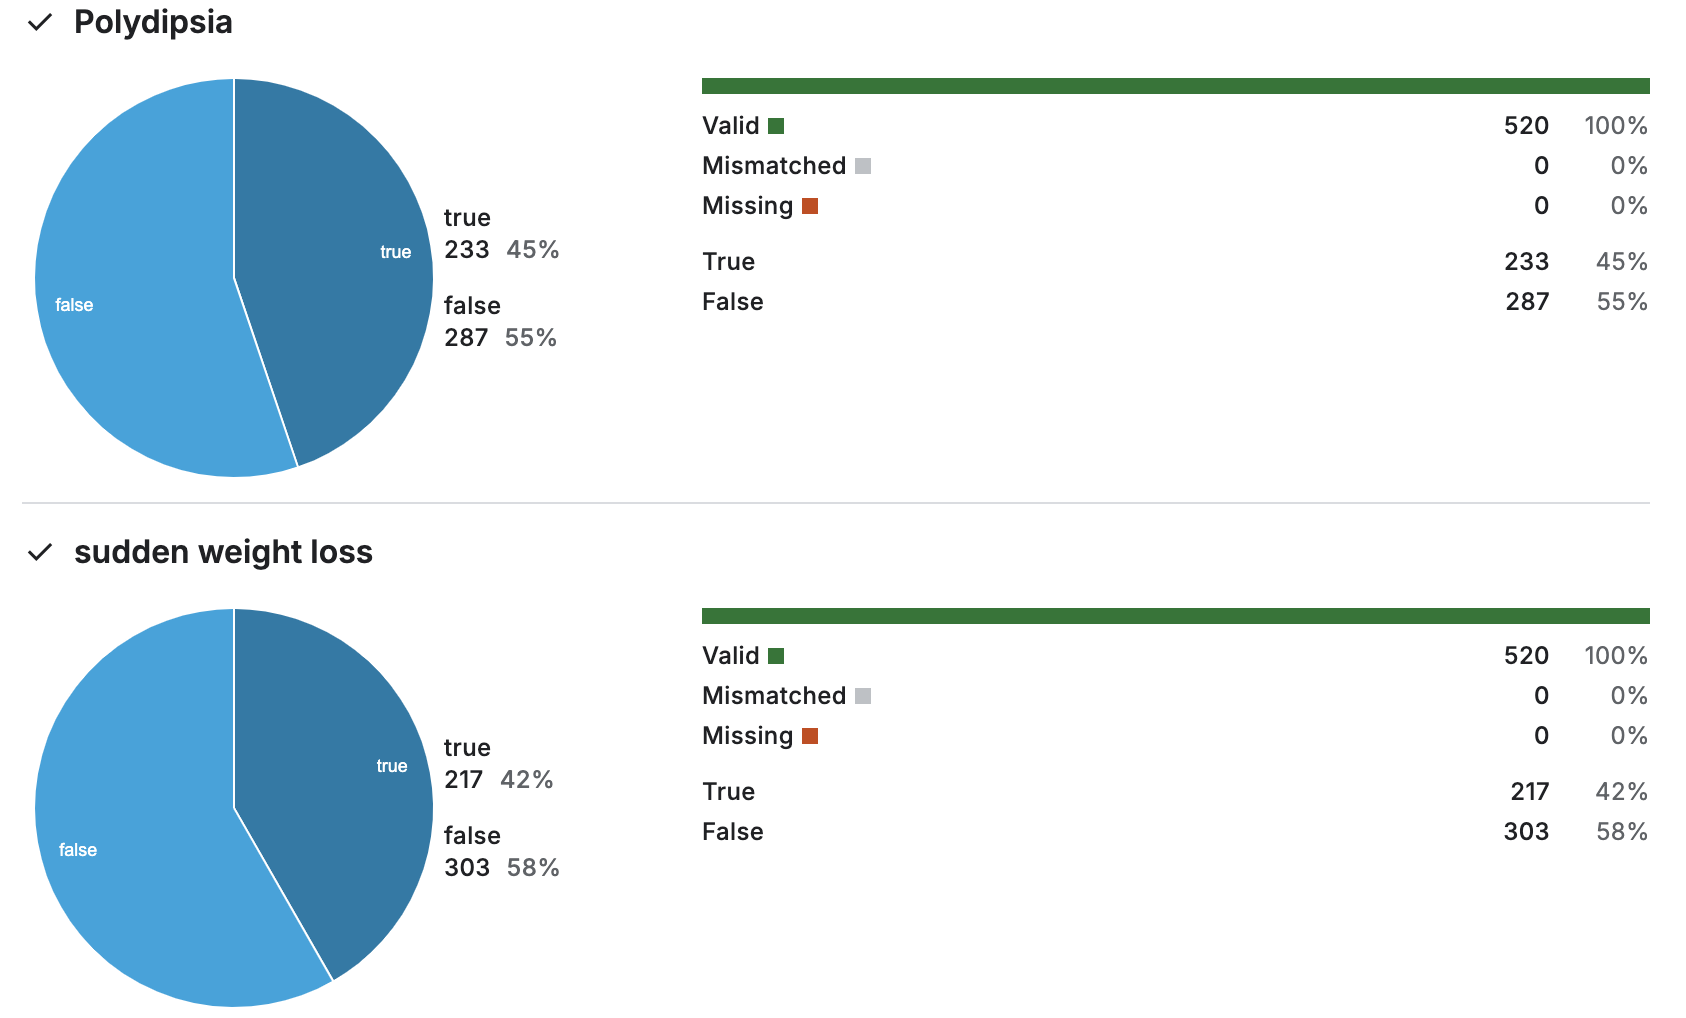 Polydipsia
true
false
true
233 45%
false
287 55%
Valid 520 100%
Mismatched 0 0%
Missing 0 0%
True 233 45%
False 287 55%
sudden weight loss
true
false
true
217 42%
false
303 58%
Valid 520 100%
Mismatched 0 0%
Missing 0 0%
True 217 42%
False 303 58%